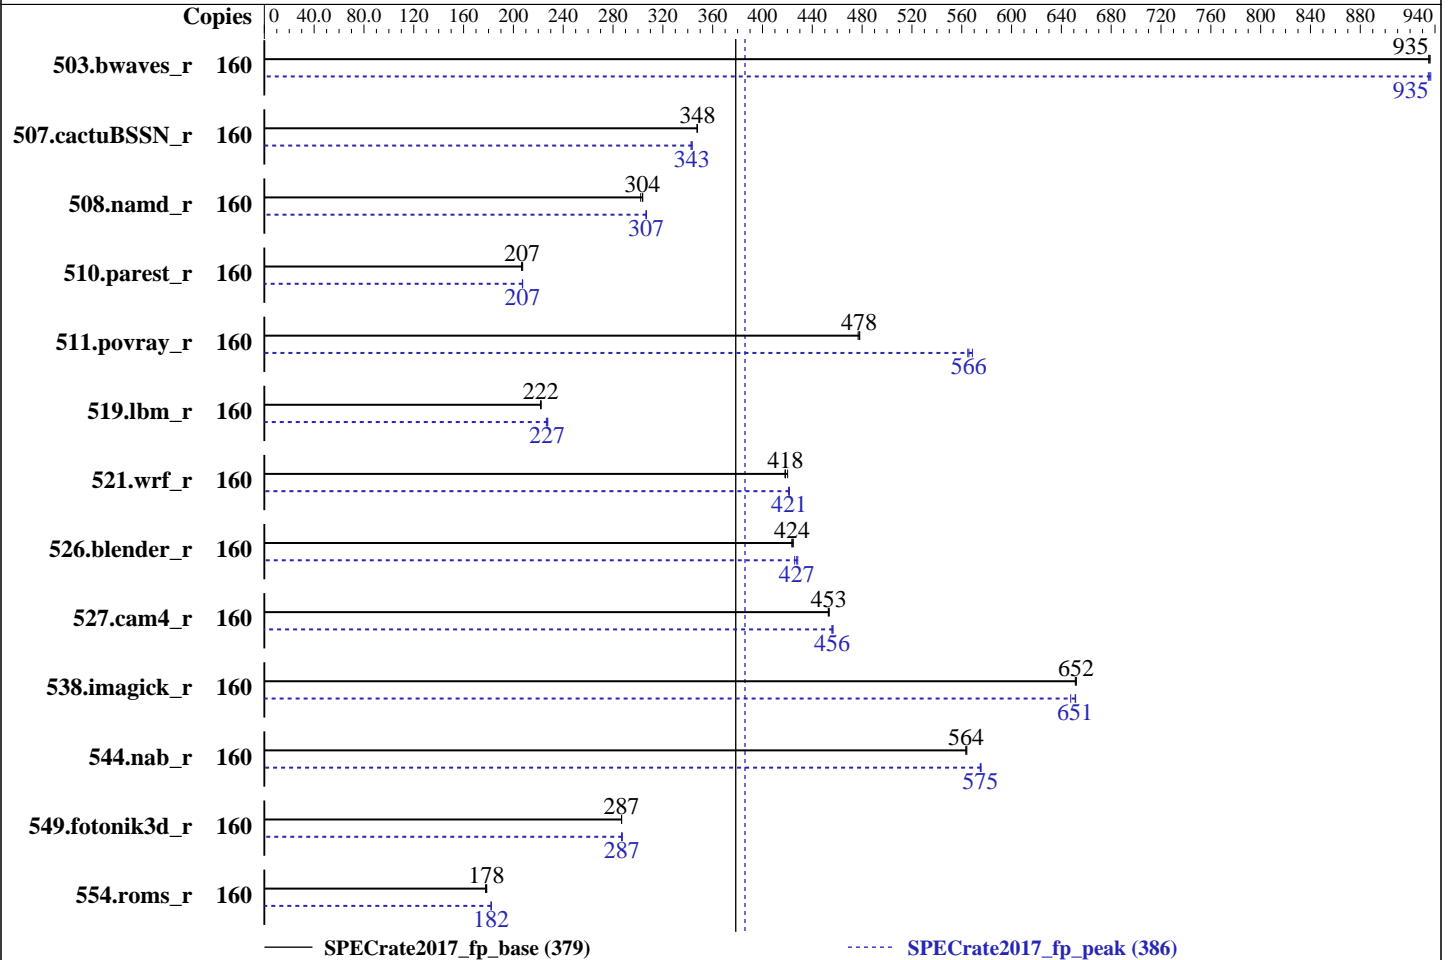 Copies 0 40.0 80.0 120 160 200 240 280 320 360 400 440 480 520 560 600 640 680 720 760 800 840 880 940
935
503.bwaves_r 160
935
348
507.cactuBSSN_r 160
343
304
508.namd_r 160
307
207
510.parest_r 160
207
478
511.povray_r 160
566
222
519.lbm_r 160
227
418
521.wrf_r 160
421
424
526.blender_r 160
427
453
527.cam4_r 160
456
652
538.imagick_r 160
651
564
544.nab_r 160
575
287
549.fotonik3d_r 160
287
178
554.roms_r 160
182
SPECrate2017_fp_base (379) SPECrate2017_fp_peak (386)